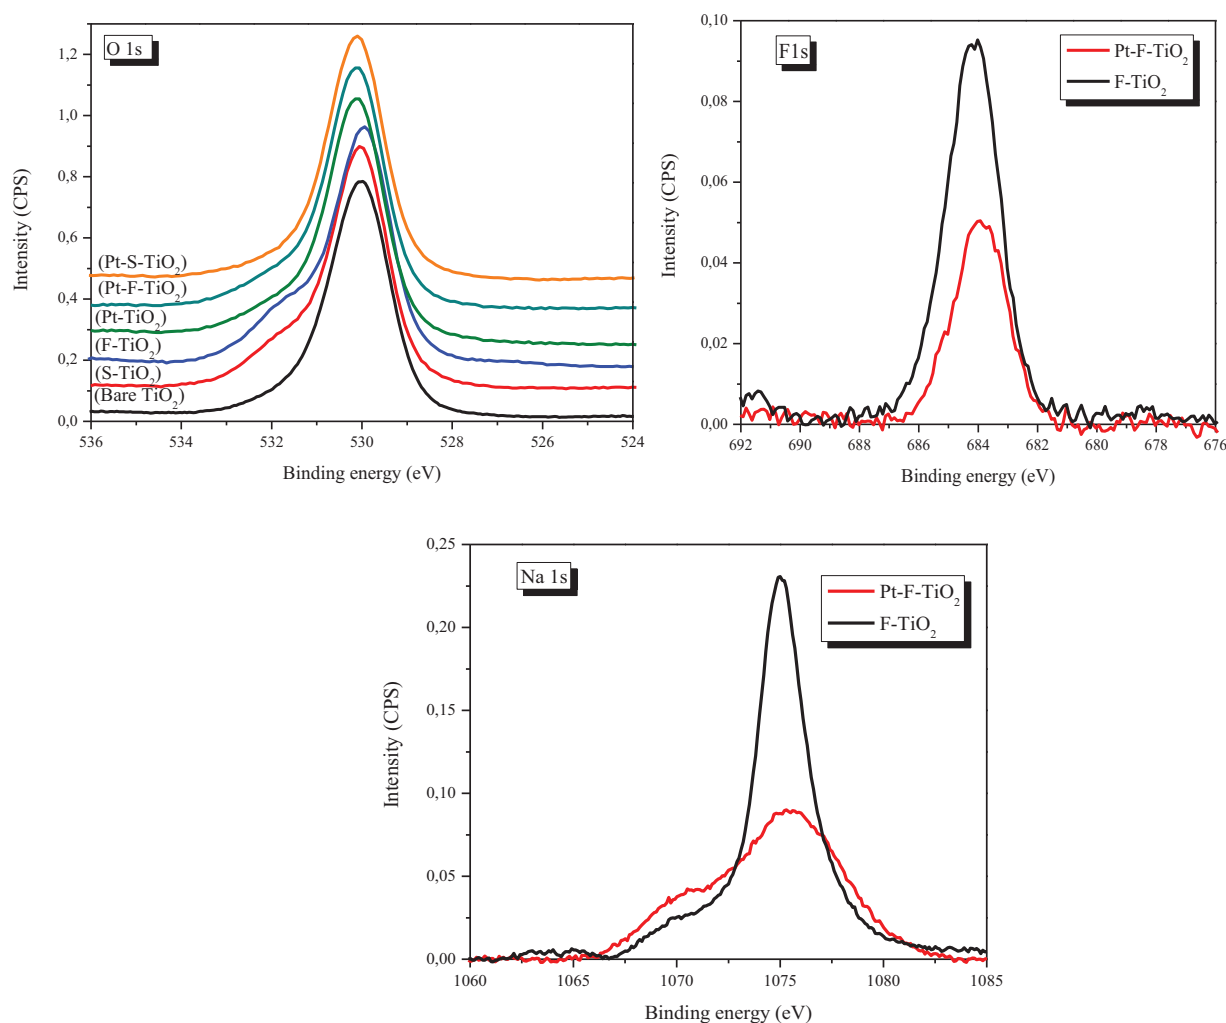 O 1s
1,2
1,0
0,8
0,6
0,4
0,2
0,0
Intensity (CPS)
(Pt-S-TiO₂)
(Pt-F-TiO₂)
(Pt-TiO₂)
(F-TiO₂)
(S-TiO₂)
(Bare TiO₂)
536 534 532 530 528 526 524
Binding energy (eV)
F1s
Pt-F-TiO₂
F-TiO₂
0,10
0,08
0,06
0,04
0,02
0,00
Intensity (CPS)
692 690 688 686 684 682 680 678 676
Binding energy (eV)
Na 1s
Pt-F-TiO₂
F-TiO₂
0,25
0,20
0,15
0,10
0,05
0,00
Intensity (CPS)
1060 1065 1070 1075 1080 1085
Binding energy (eV)